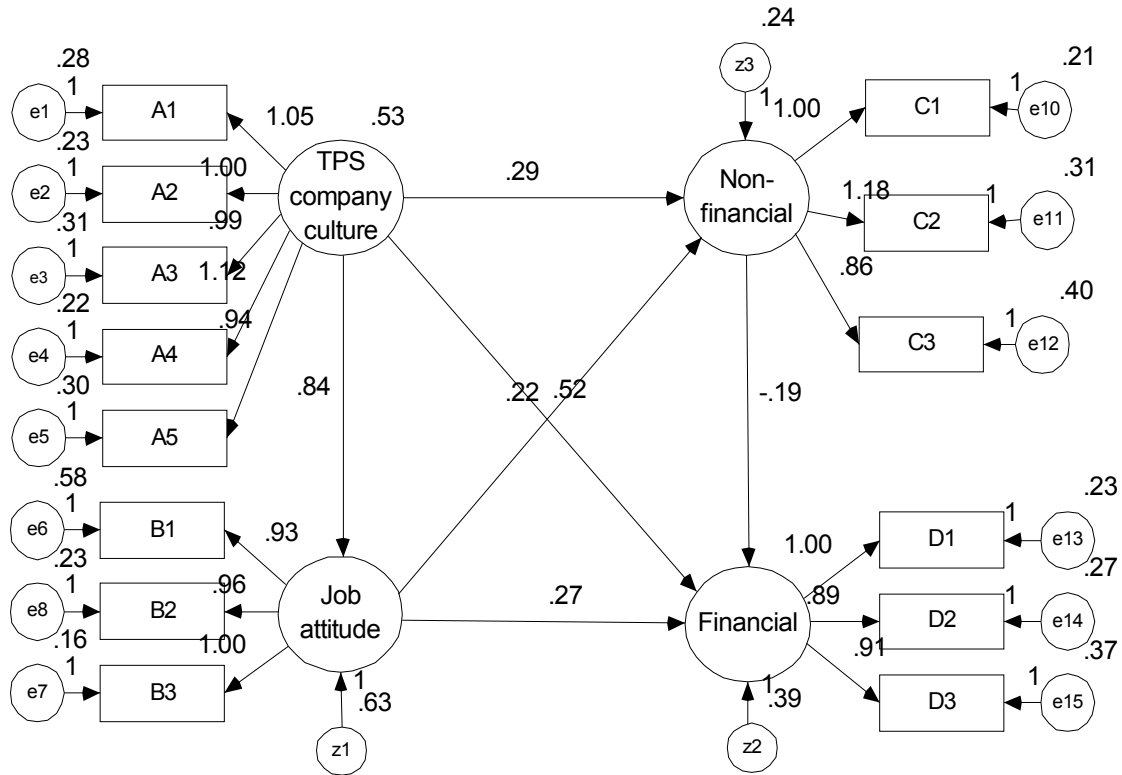 .28
1
e1
A1
.23
1
e2
A2
.31
1
e3
A3
.22
1
e4
A4
.30
1
e5
A5
.58
1
e6
B1
.23
1
e8
B2
.16
1
e7
B3
1.05
1.00
.99
1.12
.94
.53
TPS
company
culture
.29
.84
.22
.52
.93
.96
1.00
Job
attitude
1
.63
z1
.27
.24
z3
1
Non-
financial
1.00
1.18
.86
-.19
C1
1
.21
e10
C2
1
.31
e11
C3
1
.40
e12
Financial
1.00
.89
.91
1
.39
z2
D1
1
.23
e13
D2
1
.27
e14
D3
1
.37
e15